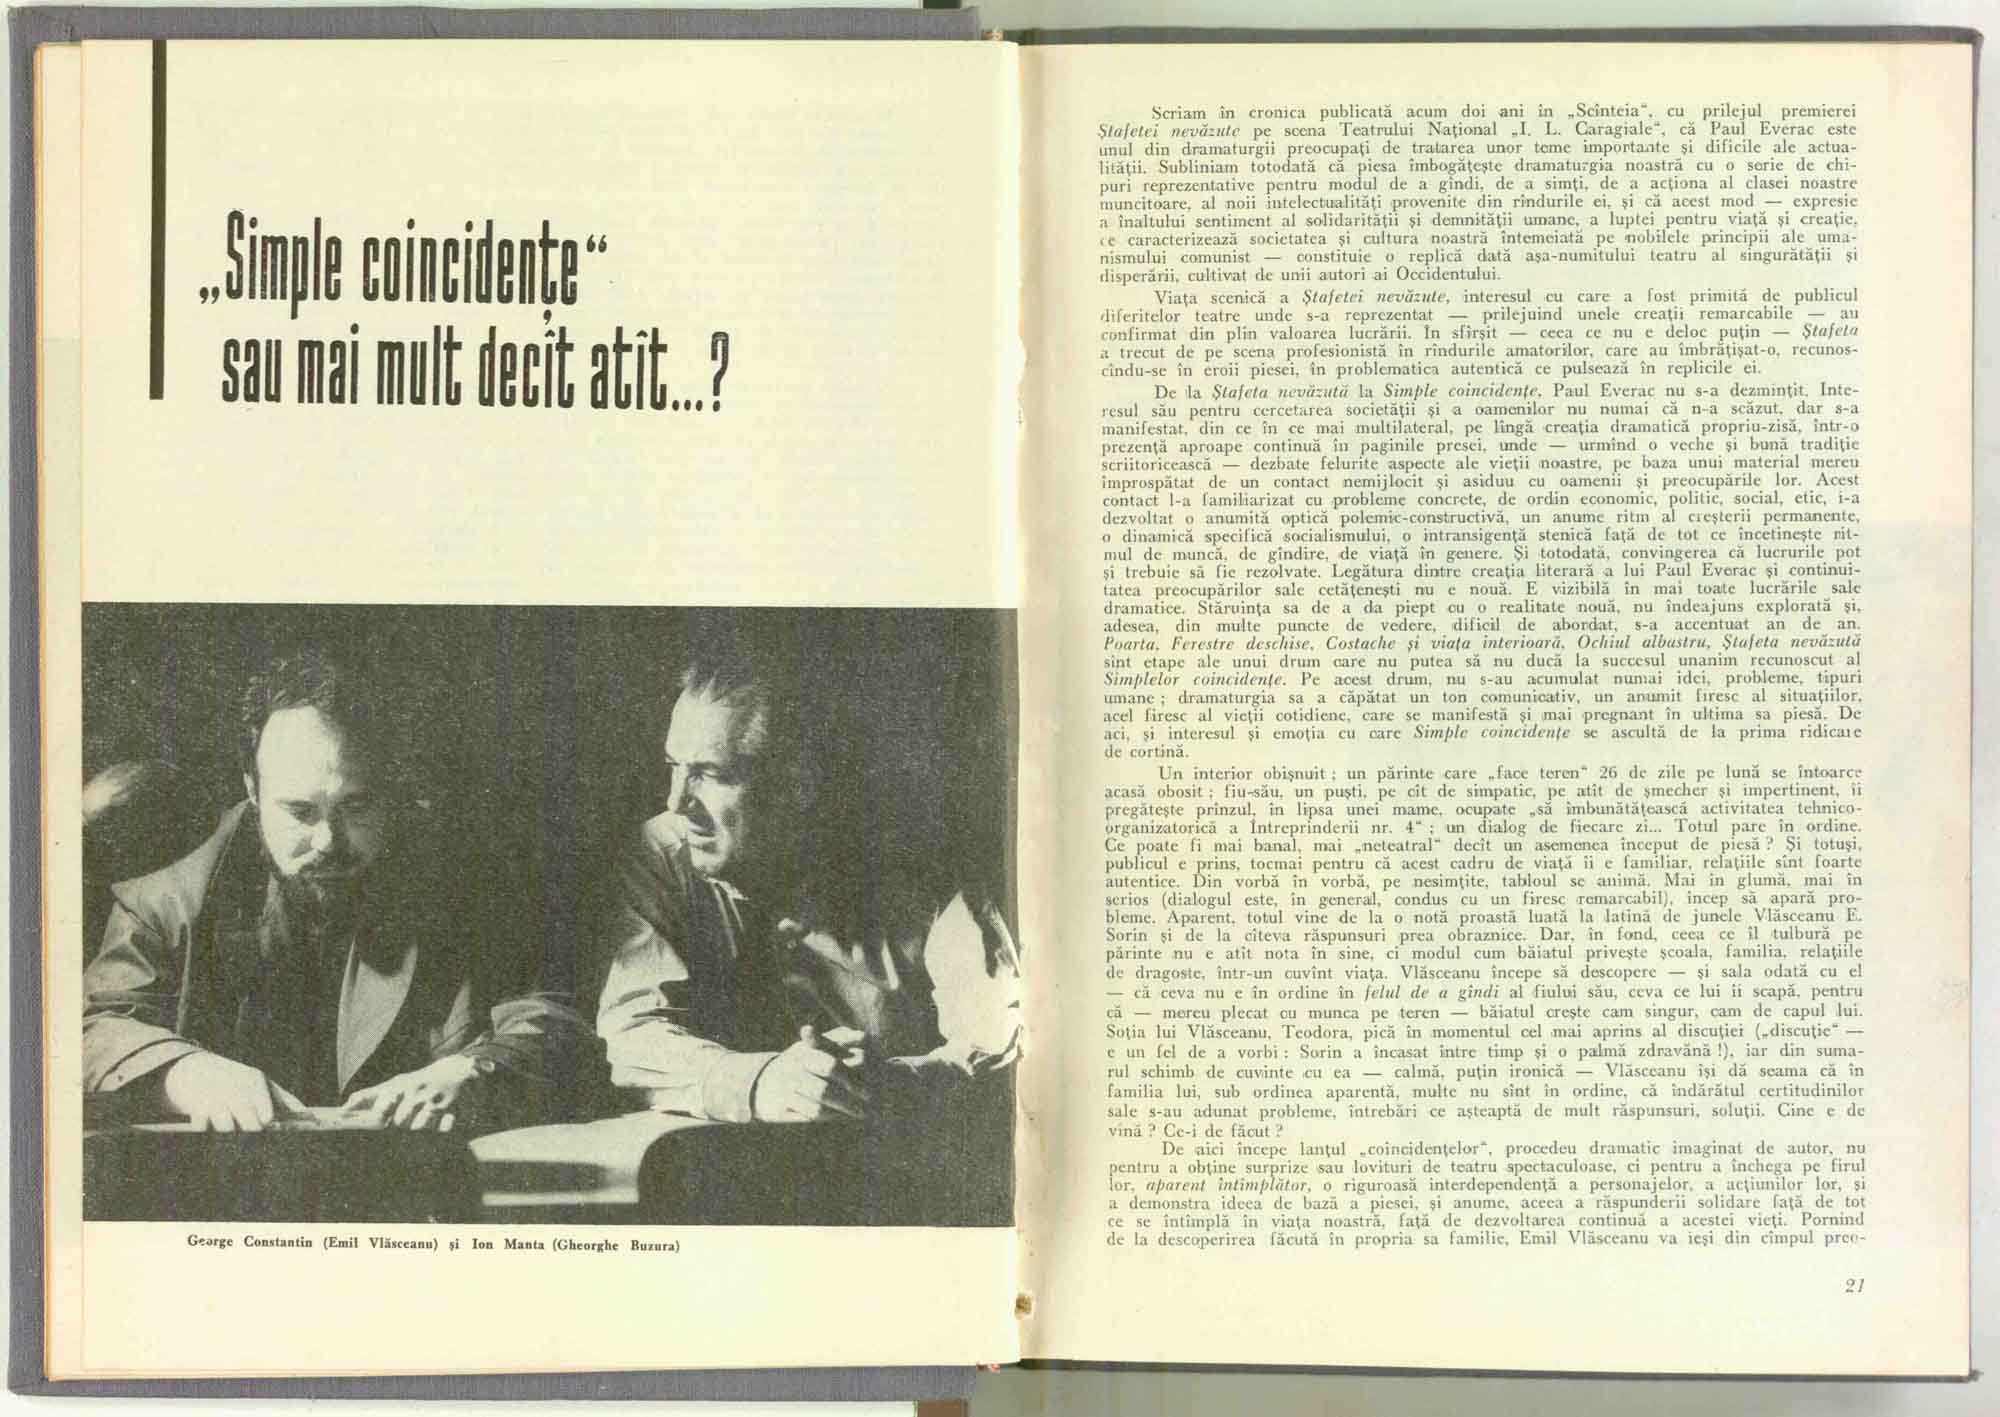 „Simple coincidențe“
sau mai mult decît atît...?
George Constantin (Emil Vlăsceanu) și Ion Manta (Gheorghe Buzura)
Scriam în cronica publicată acum doi ani în „Scînteia“, cu prilejul premierei
Ștafetei nevăzute pe scena Teatrului Național „I. L. Caragiale“, că Paul Everac este
unul din dramaturgii preocupați de tratarea unor teme importante și dificile ale actua-
lității. Subliniam totodată că piesa îmbogățește dramaturgia noastră cu o serie de chi-
puri reprezentative pentru modul de a gîndi, de a simți, de a acționa al clasei noastre
muncitoare, al noii intelectualități provenite din rîndurile ei, și că acest mod — expresie
a înaltului sentiment al solidarității și demnității umane, a luptei pentru viață și creație,
ce caracterizează societatea și cultura noastră întemeiată pe nobilele principii ale uma-
nismului comunist — constituie o replică dată așa-numitului teatru al singurătății și
disperării, cultivat de unii autori ai Occidentului.
Viața scenică a Ștafetei nevăzute, interesul cu care a fost primită de publicul
diferitelor teatre unde s-a reprezentat — prilejuind unele creații remarcabile — au
confirmat din plin valoarea lucrării. In sfîrșit — ceea ce nu e deloc puțin — Ștafeta
a trecut de pe scena profesionistă în rîndurile amatorilor, care au îmbrățișat-o, recunos-
cîndu-se în eroii piesei, în problematica autentică ce pulsează în replicile ei.
De la Ștafeta nevăzută la Simple coincidențe, Paul Everac nu s-a dezmințit. Inte-
resul său pentru cercetarea societății și a oamenilor nu numai că n-a scăzut, dar s-a
manifestat, din ce în ce mai multilateral, pe lîngă creația dramatică propriu-zisă, într-o
prezență aproape continuă în paginile presei, unde — urmînd o veche și bună tradiție
scriitoricească — dezbate felurite aspecte ale vieții noastre, pe baza unui material mereu
împrospătat de un contact nemijlocit și asiduu cu oamenii și preocupările lor. Acest
contact l-a familiarizat cu probleme concrete, de ordin economic, politic, social, etic, i-a
dezvoltat o anumită optică polemic-constructivă, un anume ritm al creșterii permanente,
o dinamică specifică socialismului, o intransigență stenică față de tot ce încetinește rit-
mul de muncă, de gîndire, de viață în genere. Și totodată, convingerea că lucrurile pot
și trebuie să fie rezolvate. Legătura dintre creația literară a lui Paul Everac și continui-
tatea preocupărilor sale cetățenești nu e nouă. E vizibilă în mai toate lucrările sale
dramatice. Stăruința sa de a da piept cu o realitate nouă, nu îndeajuns explorată și,
adesea, din multe puncte de vedere, dificil de abordat, s-a accentuat an de an.
Poarta, Ferestre deschise, Costache și viața interioară, Ochiul albastru, Ștafeta nevăzută
sînt etape ale unui drum care nu putea să nu ducă la succesul unanim recunoscut al
Simplelor coincidențe. Pe acest drum, nu s-au acumulat numai idei, probleme, tipuri
umane ; dramaturgia sa a căpătat un ton comunicativ, un anumit firesc al situațiilor,
acel firesc al vieții cotidiene, care se manifestă și mai pregnant în ultima sa piesă. De
aci, și interesul și emoția cu care Simple coincidențe se ascultă de la prima ridicare
de cortină.
Un interior obișnuit ; un părinte care „face teren“ 26 de zile pe lună se întoarce
acasă obosit ; fiu-său, un puști, pe cît de simpatic, pe atît de șmecher și impertinent, îi
pregătește prînzul, în lipsa unei mame, ocupate „să îmbunătățească activitatea tehnico-
organizatorică a Întreprinderii nr. 4“ ; un dialog de fiecare zi... Totul pare în ordine.
Ce poate fi mai banal, mai „neteatral“ decît un asemenea început de piesă ? Și totuși,
publicul e prins, tocmai pentru că acest cadru de viață îi e familiar, relațiile sînt foarte
autentice. Din vorbă în vorbă, pe nesimțite, tabloul se animă. Mai în glumă, mai în
serios (dialogul este, în general, condus cu un firesc remarcabil), încep să apară pro-
bleme. Aparent, totul vine de la o notă proastă luată la latină de junele Vlăsceanu E.
Sorin și de la cîteva răspunsuri prea obraznice. Dar, în fond, ceea ce îl tulbură pe
părinte nu e atît nota în sine, ci modul cum băiatul privește școala, familia, relațiile
de dragoste, într-un cuvînt viața. Vlăsceanu începe să descopere — și sala odată cu el
— că ceva nu e în ordine în felul de a gîndi al fiului său, ceva ce lui îi scapă, pentru
că — mereu plecat cu munca pe teren — băiatul crește cam singur, cam de capul lui.
Soția lui Vlăsceanu, Teodora, pică în momentul cel mai aprins al discuției („discuție“ —
e un fel de a vorbi : Sorin a încasat între timp și o palmă zdravănă !), iar din suma-
rul schimb de cuvinte cu ea — calmă, puțin ironică — Vlăsceanu își dă seama că în
familia lui, sub ordinea aparentă, multe nu sînt în ordine, că îndărătul certitudinilor
sale s-au adunat probleme, întrebări ce așteaptă de mult răspunsuri, soluții. Cine e de
vină ? Ce-i de făcut ?
De aici începe lanțul „coincidențelor“, procedeu dramatic imaginat de autor, nu
pentru a obține surprize sau lovituri de teatru spectaculoase, ci pentru a închega pe firul
lor, aparent întîmplător, o riguroasă interdependență a personajelor, a acțiunilor lor, și
a demonstra ideea de bază a piesei, și anume, aceea a răspunderii solidare față de tot
ce se întîmplă în viața noastră, față de dezvoltarea continuă a acestei vieți. Pornind
de la descoperirea făcută în propria sa familie, Emil Vlăsceanu va ieși din cîmpul preo-
21